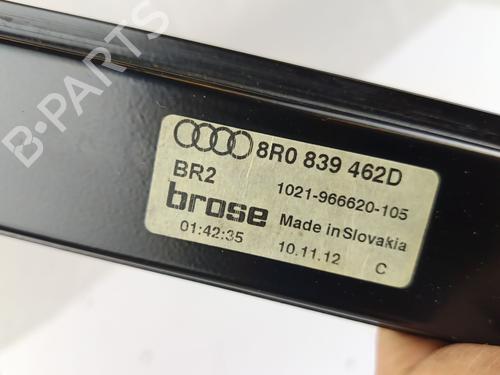 8R0 839 462D
BR2
1021-966620-105
brose
Made in Slovakia
01:42:35
10.11.12
C
B-PARTS